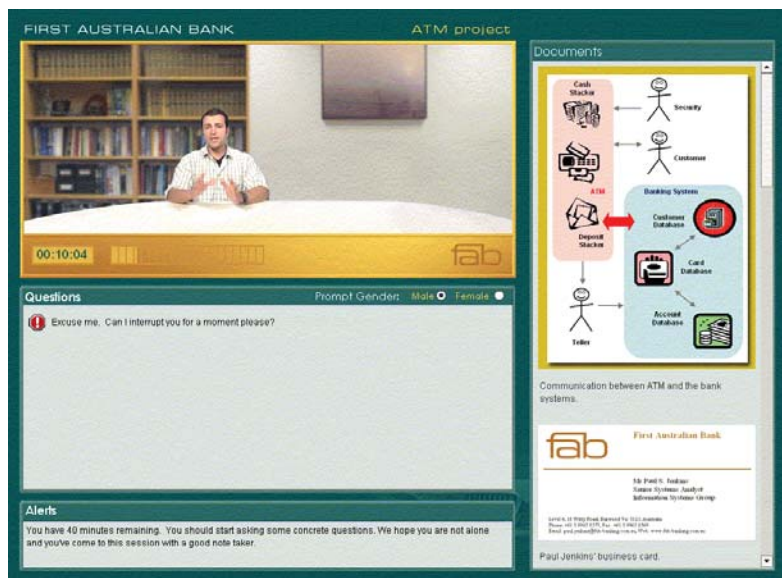 FIRST AUSTRALIAN BANK
ATM project
00:10:04
fab
Questions
Prompt Gender: Male Female
Excuse me. Can I interrupt you for a moment please?
Alerts
You have 40 minutes remaining. You should start asking some concrete questions. We hope you are not alone
and you've come to this session with a good note taker.
Documents
Cash
Stacker
Security
Customer
ATM
Banking System
Customer
Database
Deposit
Stacker
Card
Database
Account
Database
Teller
Communication between ATM and the bank
systems.
fab
First Australian Bank
Mr Paul S. Jenkins
Senior Systems Analyst
Information Systems Group
Paul Jenkins' business card.